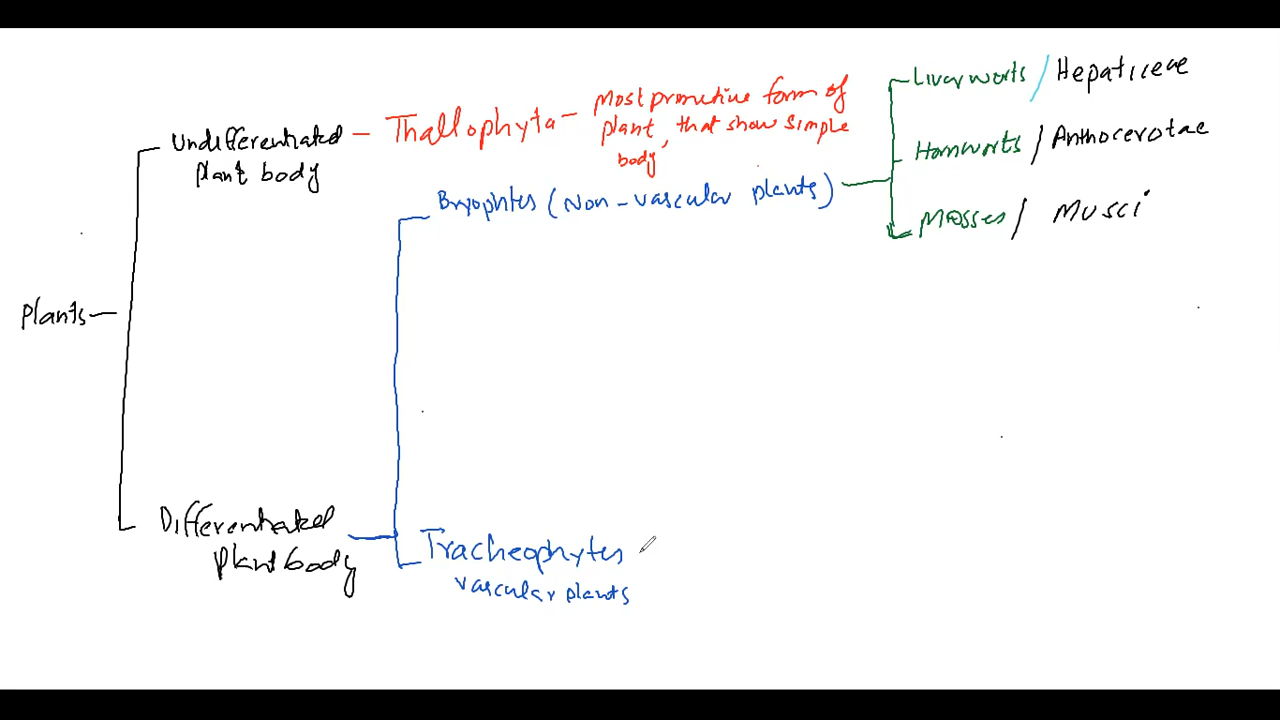 Plants
Undifferentiated
plant body
Thallophyta
Most primitive form of
plant, that show simple
body
Bryophites (Non-vascular plants)
Liverworts / Hepaticeae
Hornworts / Anthocerotae
Mosses / Musci
Differentiated
plant body
Tracheophytes
vascular plants